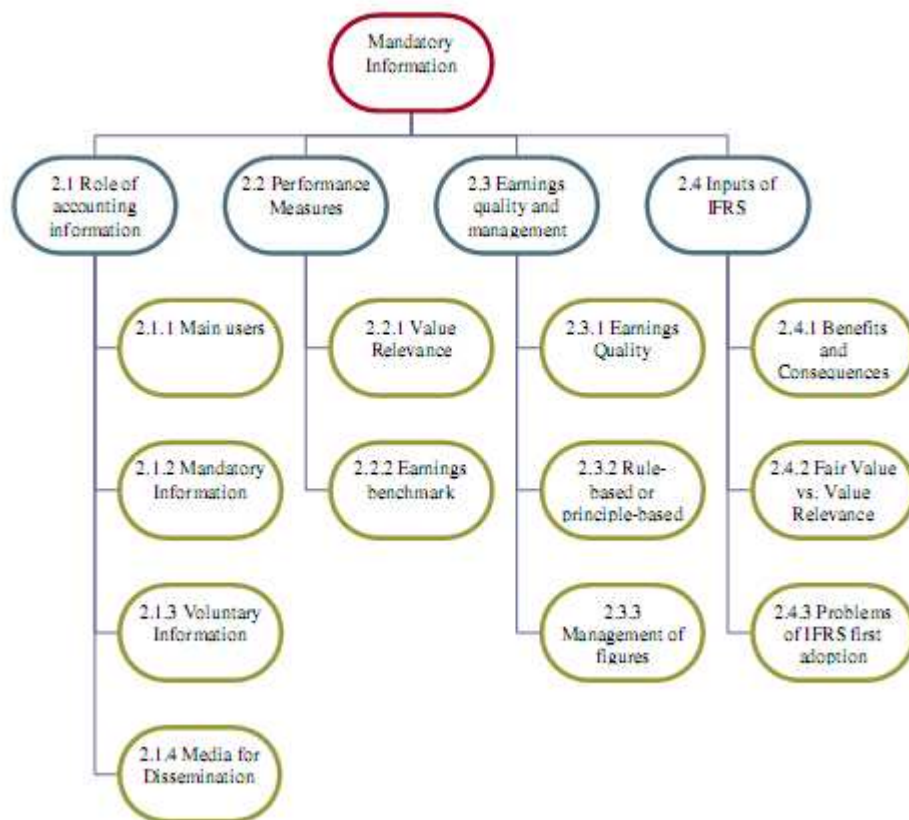 Mandatory
Information
2.1 Role of
accounting
information
2.2 Performance
Measures
2.3 Earnings
quality and
management
2.4 Inputs of
IFRS
2.1.1 Main users
2.2.1 Value
Relevance
2.3.1 Earnings
Quality
2.4.1 Benefits
and
Consequences
2.1.2 Mandatory
Information
2.2.2 Earnings
benchmark
2.3.2 Rule-
based or
principle-based
2.4.2 Fair Value
vs. Value
Relevance
2.1.3 Voluntary
Information
2.3.3
Management of
figures
2.4.3 Problems
of IFRS first
adoption
2.1.4 Media for
Dissemination